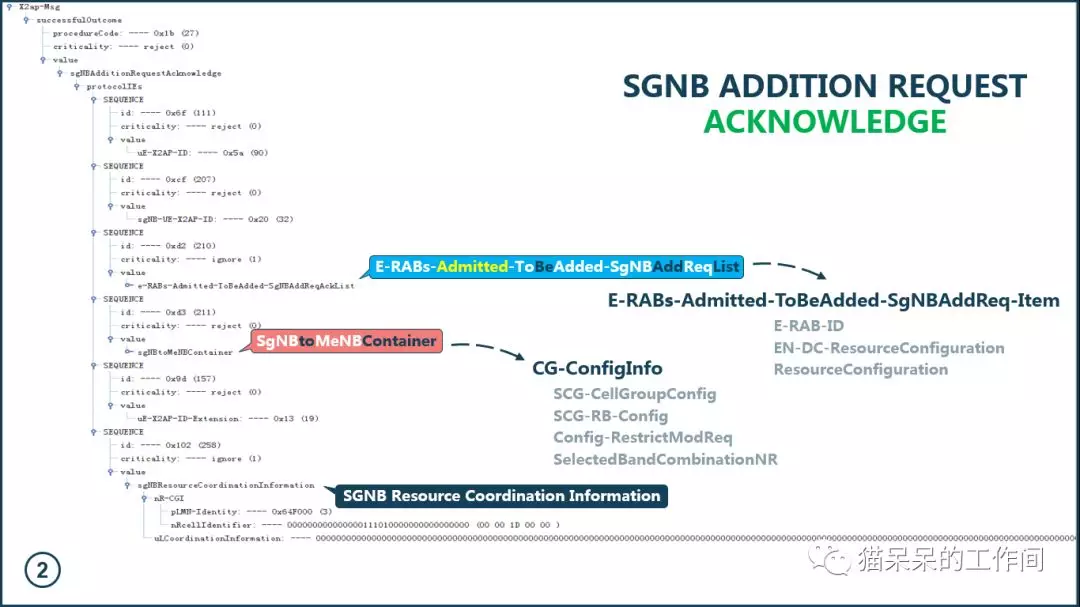 X2ap-Msg
successfulOutcome
procedureCode: ---- 0x1b (27)
criticality: ---- reject (0)
value
sgNBAdditionRequestAcknowledge
protocolIEs
SEQUENCE
id: ---- 0x6f (111)
criticality: ---- reject (0)
value
uE-X2AP-ID: ---- 0x5a (90)
SEQUENCE
id: ---- 0xcf (207)
criticality: ---- reject (0)
value
sgNB-UE-X2AP-ID: ---- 0x20 (32)
SEQUENCE
id: ---- 0xd2 (210)
criticality: ---- ignore (1)
value
e-RABs-Admitted-ToBeAdded-SgNBAddReqAckList
SEQUENCE
id: ---- 0xd3 (211)
criticality: ---- reject (0)
value
sgNBtoMeNBContainer
SEQUENCE
id: ---- 0x9d (157)
criticality: ---- reject (0)
value
uE-X2AP-ID-Extension: ---- 0x13 (19)
SEQUENCE
id: ---- 0x102 (258)
criticality: ---- ignore (1)
value
sgNBResourceCoordinationInformation
nR-CGI
pLMN-Identity: ---- 0x64F000 (3)
nRcellIdentifier: ---- (00 00 1D 00 00 )
uLCoordinationInformation: ----
SGNB ADDITION REQUEST
ACKNOWLEDGE
E-RABs-Admitted-ToBeAdded-SgNBAddReqList
E-RABs-Admitted-ToBeAdded-SgNBAddReq-Item
E-RAB-ID
EN-DC-ResourceConfiguration
ResourceConfiguration
SgNBtoMeNBContainer
CG-ConfigInfo
SCG-CellGroupConfig
SCG-RB-Config
Config-RestrictModReq
SelectedBandCombinationNR
SGNB Resource Coordination Information
2
猫呆呆的工作间